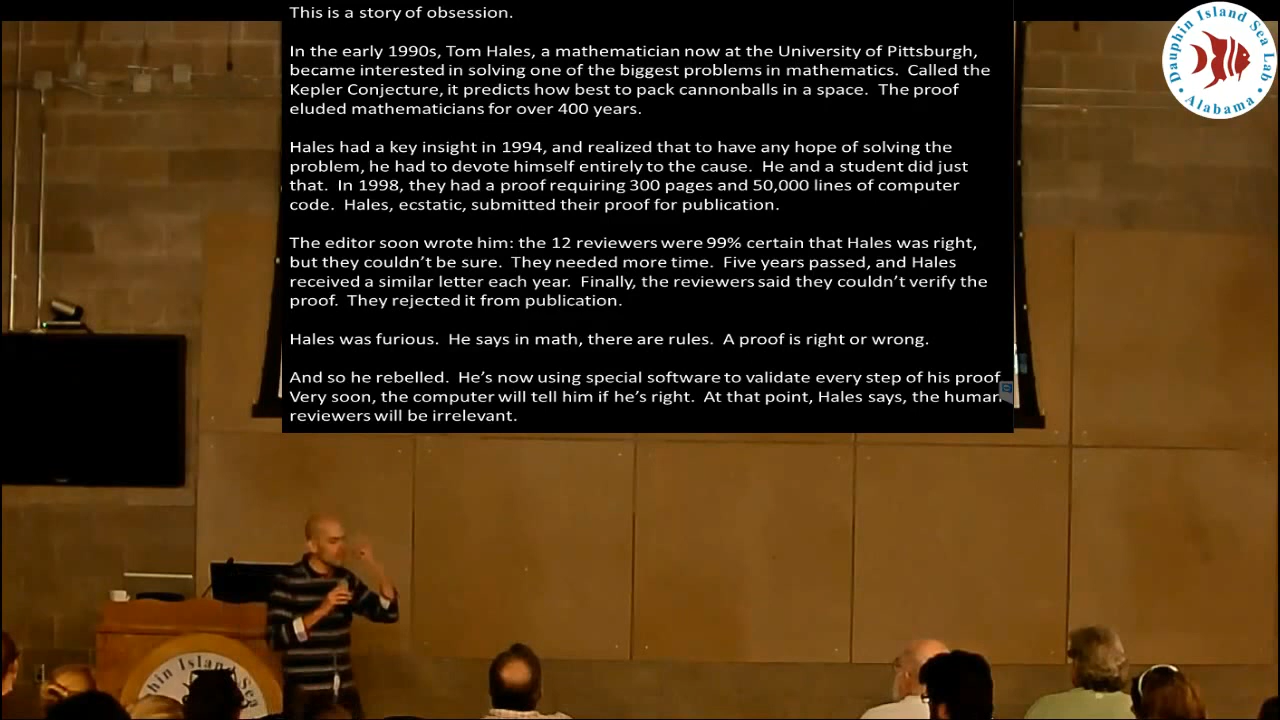 This is a story of obsession.
In the early 1990s, Tom Hales, a mathematician now at the University of Pittsburgh,
became interested in solving one of the biggest problems in mathematics.  Called the
Kepler Conjecture, it predicts how best to pack cannonballs in a space.  The proof
eluded mathematicians for over 400 years.
Hales had a key insight in 1994, and realized that to have any hope of solving the
problem, he had to devote himself entirely to the cause.  He and a student did just
that.  In 1998, they had a proof requiring 300 pages and 50,000 lines of computer
code.  Hales, ecstatic, submitted their proof for publication.
The editor soon wrote him: the 12 reviewers were 99% certain that Hales was right,
but they couldn't be sure.  They needed more time.  Five years passed, and Hales
received a similar letter each year.  Finally, the reviewers said they couldn't verify the
proof.  They rejected it from publication.
Hales was furious.  He says in math, there are rules.  A proof is right or wrong.
And so he rebelled.  He's now using special software to validate every step of his proof
Very soon, the computer will tell him if he's right.  At that point, Hales says, the human
reviewers will be irrelevant.
Dauphin Island Sea Lab
Alabama
phin Island Sea Lab